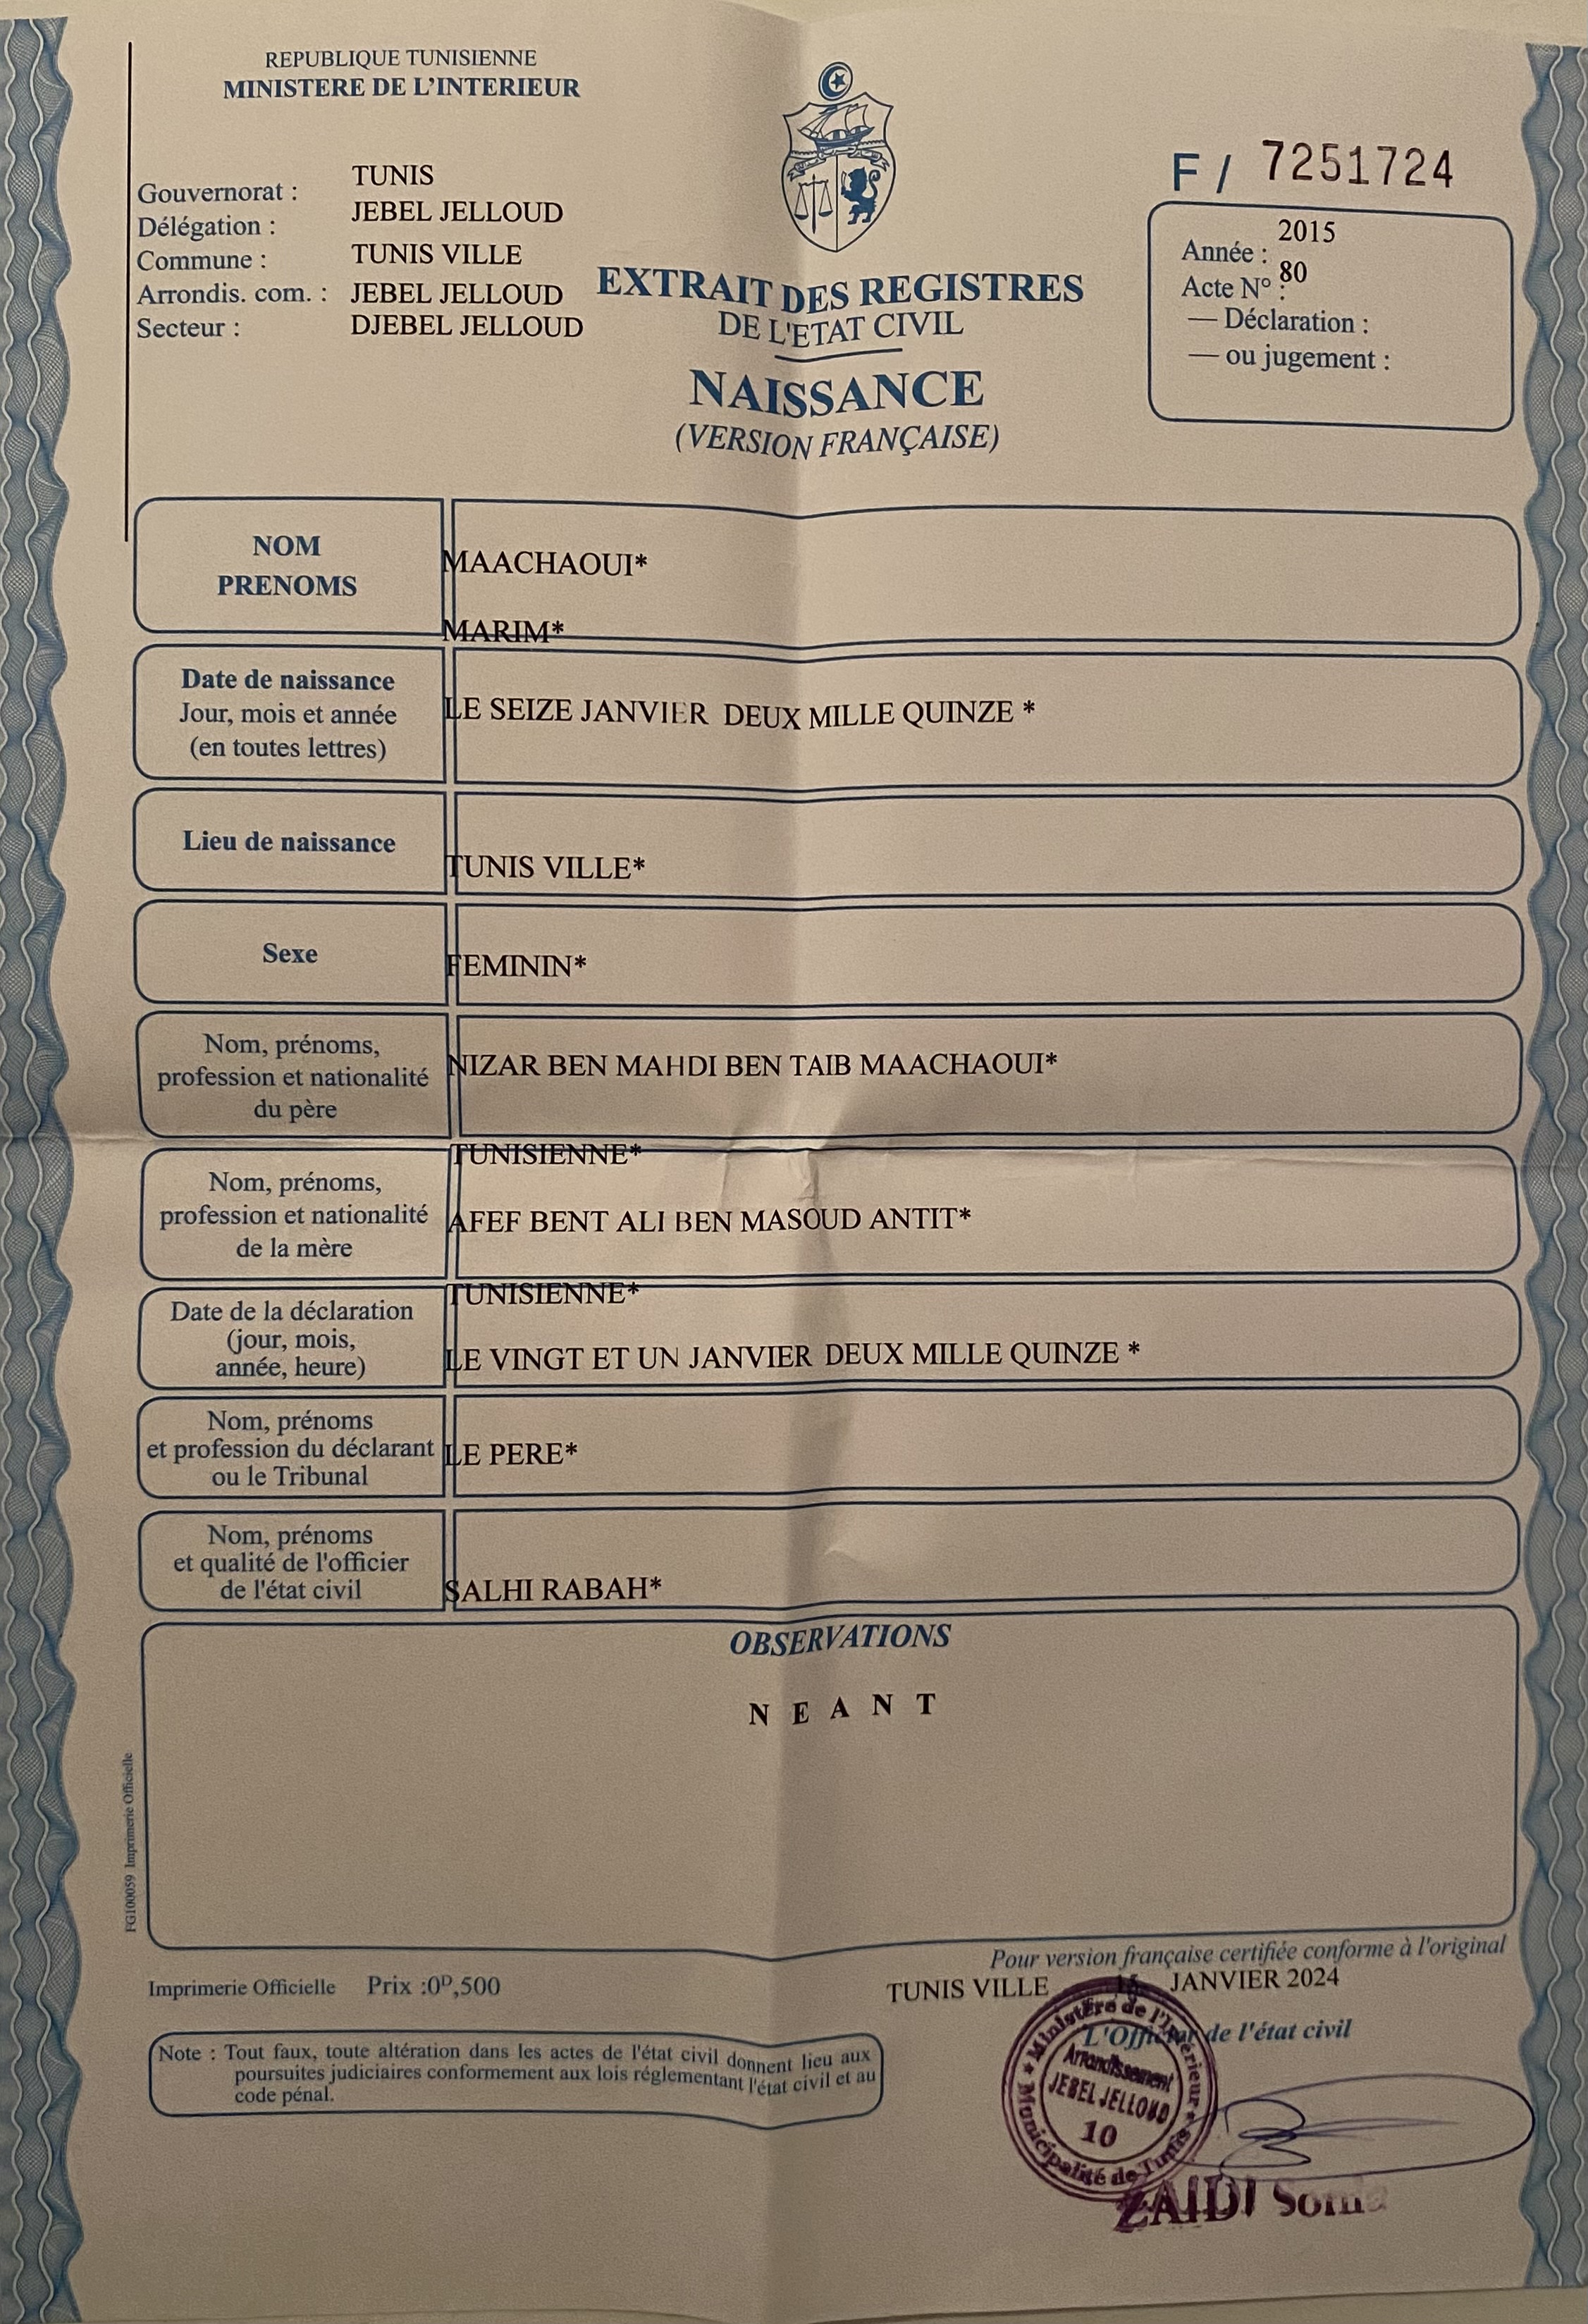 REPUBLIQUE TUNISIENNE
MINISTERE DE L'INTERIEUR
Gouvernorat : TUNIS
Délégation : JEBEL JELLOUD
Commune : TUNIS VILLE
Arrondis. com. : JEBEL JELLOUD
Secteur : DJEBEL JELLOUD
F / 7251724
Année : 2015
Acte N° : 80
— Déclaration :
— ou jugement :
EXTRAIT DES REGISTRES
DE L'ETAT CIVIL
NAISSANCE
(VERSION FRANÇAISE)
NOM
PRENOMS
MAACHAOUI*
MARIM*
Date de naissance
Jour, mois et année
(en toutes lettres)
LE SEIZE JANVIER DEUX MILLE QUINZE *
Lieu de naissance
TUNIS VILLE*
Sexe
FEMININ*
Nom, prénoms,
profession et nationalité
du père
NIZAR BEN MAHDI BEN TAIB MAACHAOUI*
TUNISIENNE*
Nom, prénoms,
profession et nationalité
de la mère
AFEF BENT ALI BEN MASOUD ANTIT*
TUNISIENNE*
Date de la déclaration
(jour, mois,
année, heure)
LE VINGT ET UN JANVIER DEUX MILLE QUINZE *
Nom, prénoms
et profession du déclarant
ou le Tribunal
LE PERE*
Nom, prénoms
et qualité de l'officier
de l'état civil
SALHI RABAH*
OBSERVATIONS
N E A N T
FG100059 Imprimerie Officielle
Pour version française certifiée conforme à l'original
Imprimerie Officielle Prix :0ᴰ,500
TUNIS VILLE JANVIER 2024
L'Officier de l'état civil
Note : Tout faux, toute altération dans les actes de l'état civil donnent lieu aux
poursuites judiciaires conformement aux lois réglementant l'état civil et au
code pénal.
Ministère de l'Intérieur
Municipalité de Tunis
Arrondissement
JEBEL JELLOUD
10
ZAIDI Sonia